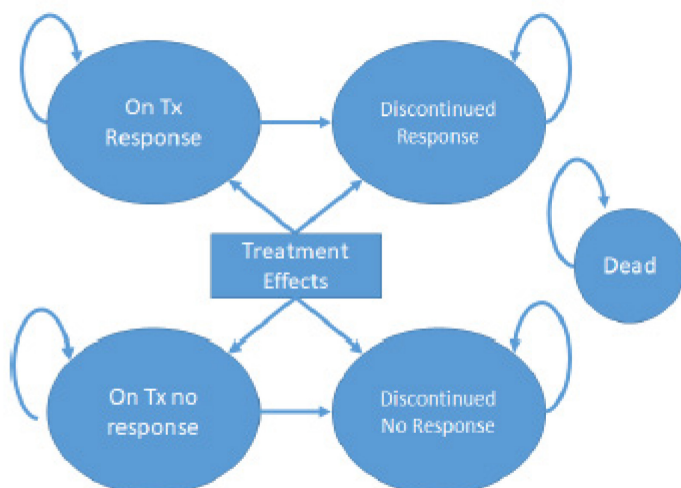 On Tx
Response
Discontinued
Response
Treatment
Effects
Dead
On Tx no
response
Discontinued
No Response